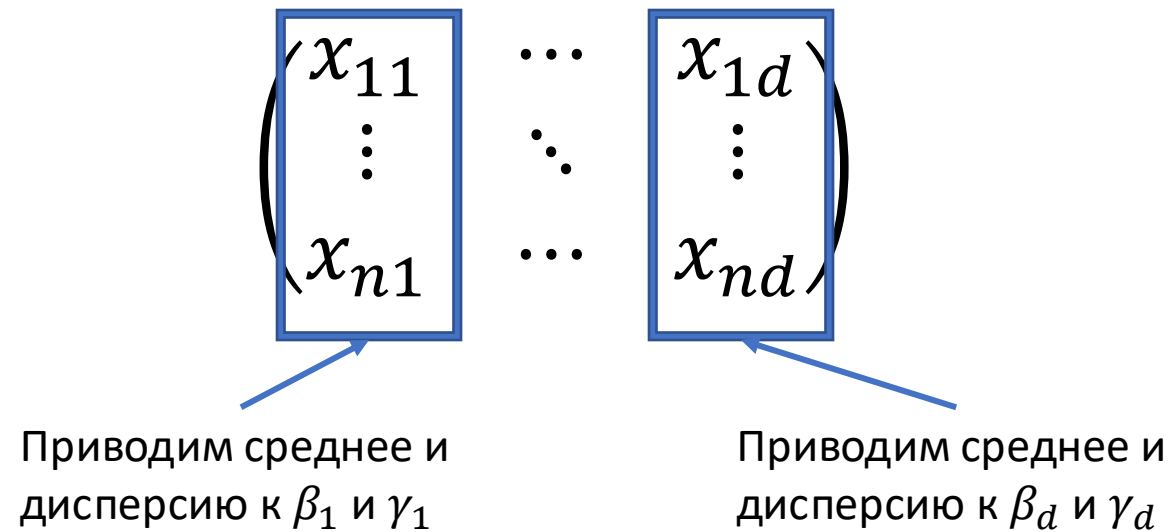 x₁₁ ⋯ x₁d
⋮ ⋱ ⋮
xₙ₁ ⋯ xₙd
Приводим среднее и
дисперсию к β₁ и γ₁
Приводим среднее и
дисперсию к βd и γd